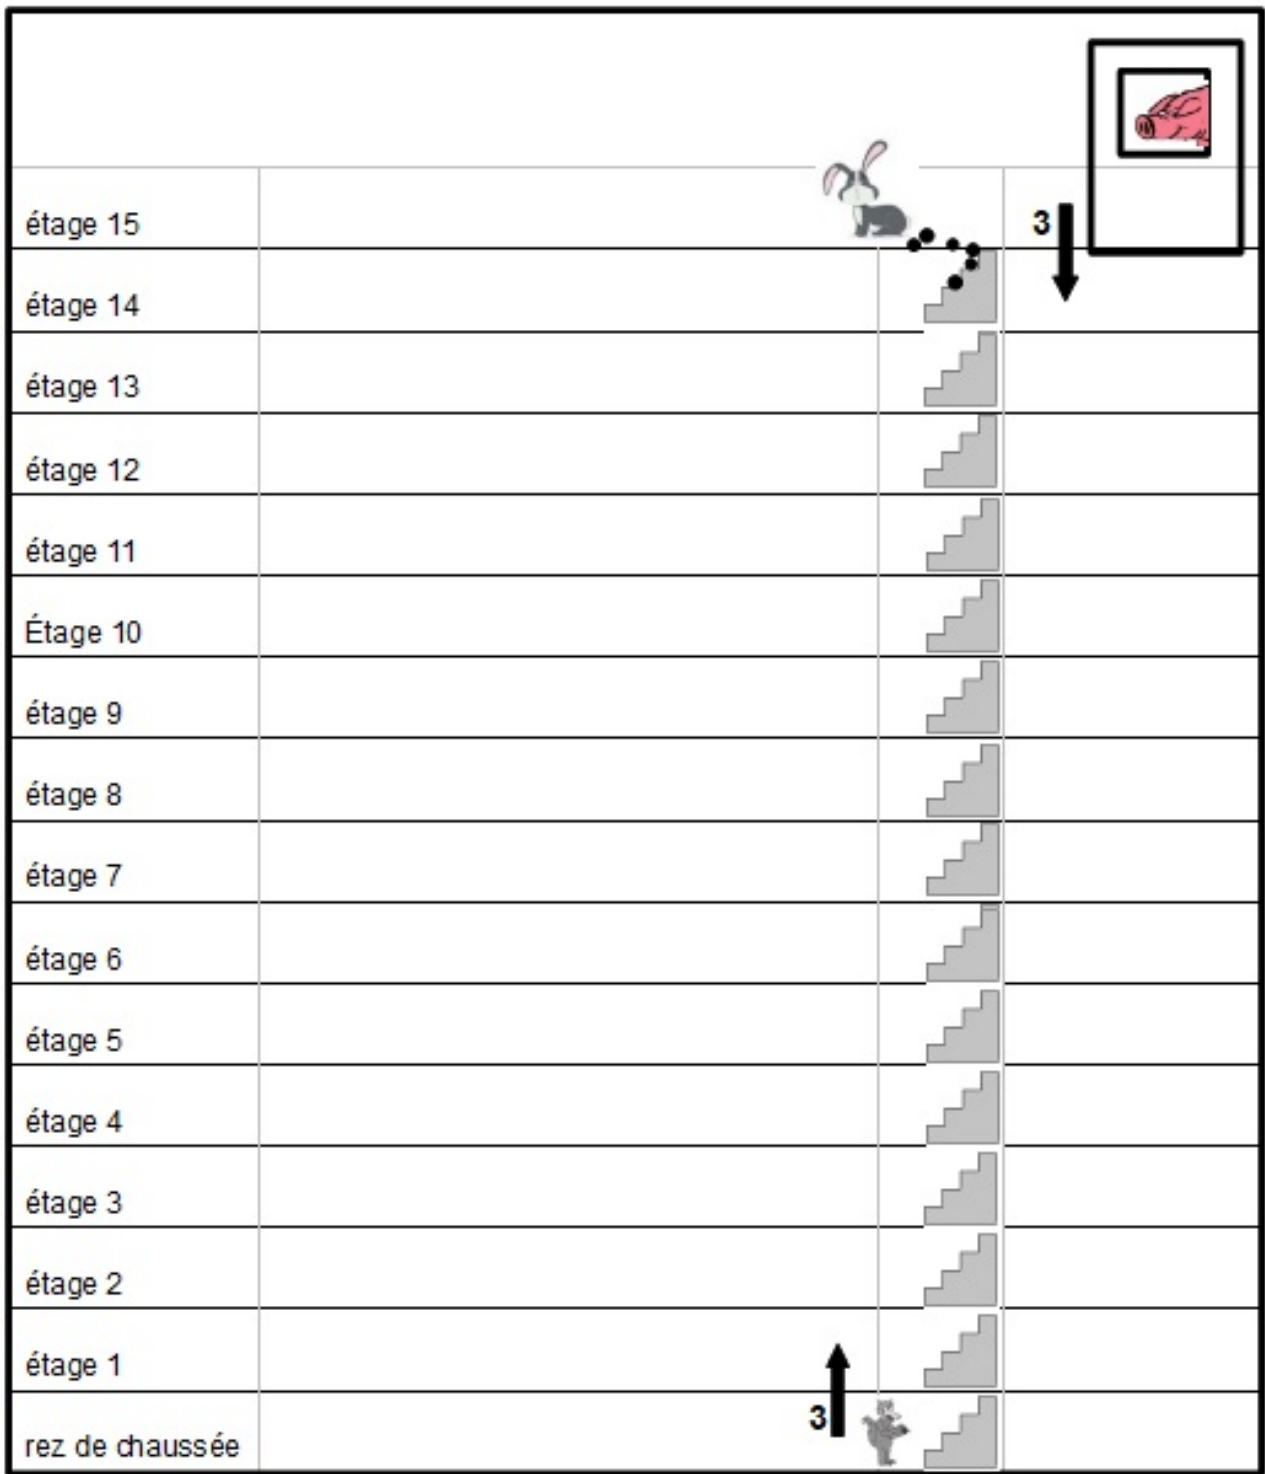 étage 15
3
étage 14
étage 13
étage 12
étage 11
Étage 10
étage 9
étage 8
étage 7
étage 6
étage 5
étage 4
étage 3
étage 2
étage 1
3
rez de chaussée